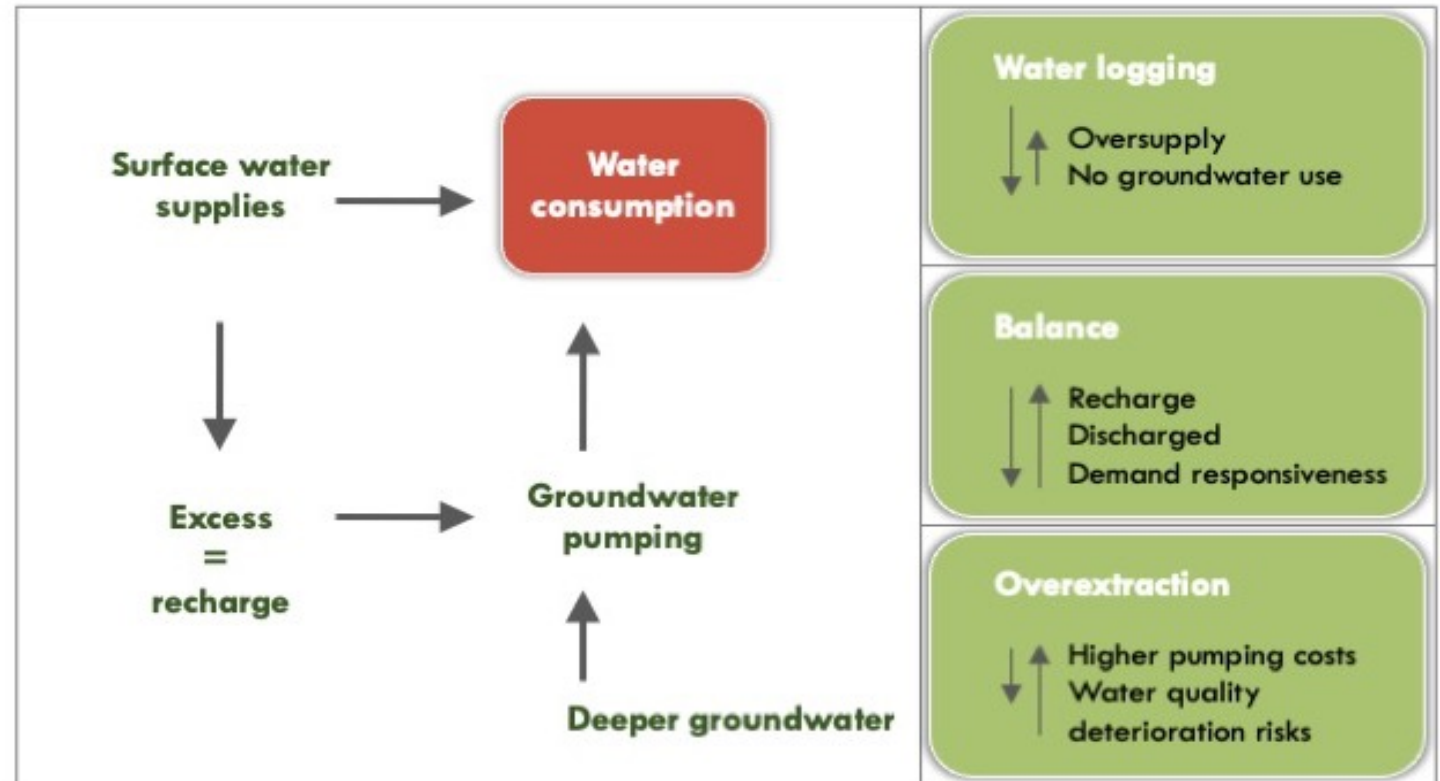 Surface water
supplies
Water
consumption
Excess
=
recharge
Groundwater
pumping
Deeper groundwater
Water logging
Oversupply
No groundwater use
Balance
Recharge
Discharged
Demand responsiveness
Overextraction
Higher pumping costs
Water quality
deterioration risks